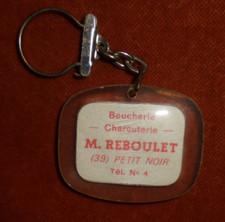 Boucherie
— Charcuterie —
M. REBOULET
(39) PETIT NOIR
Tél. N° 4